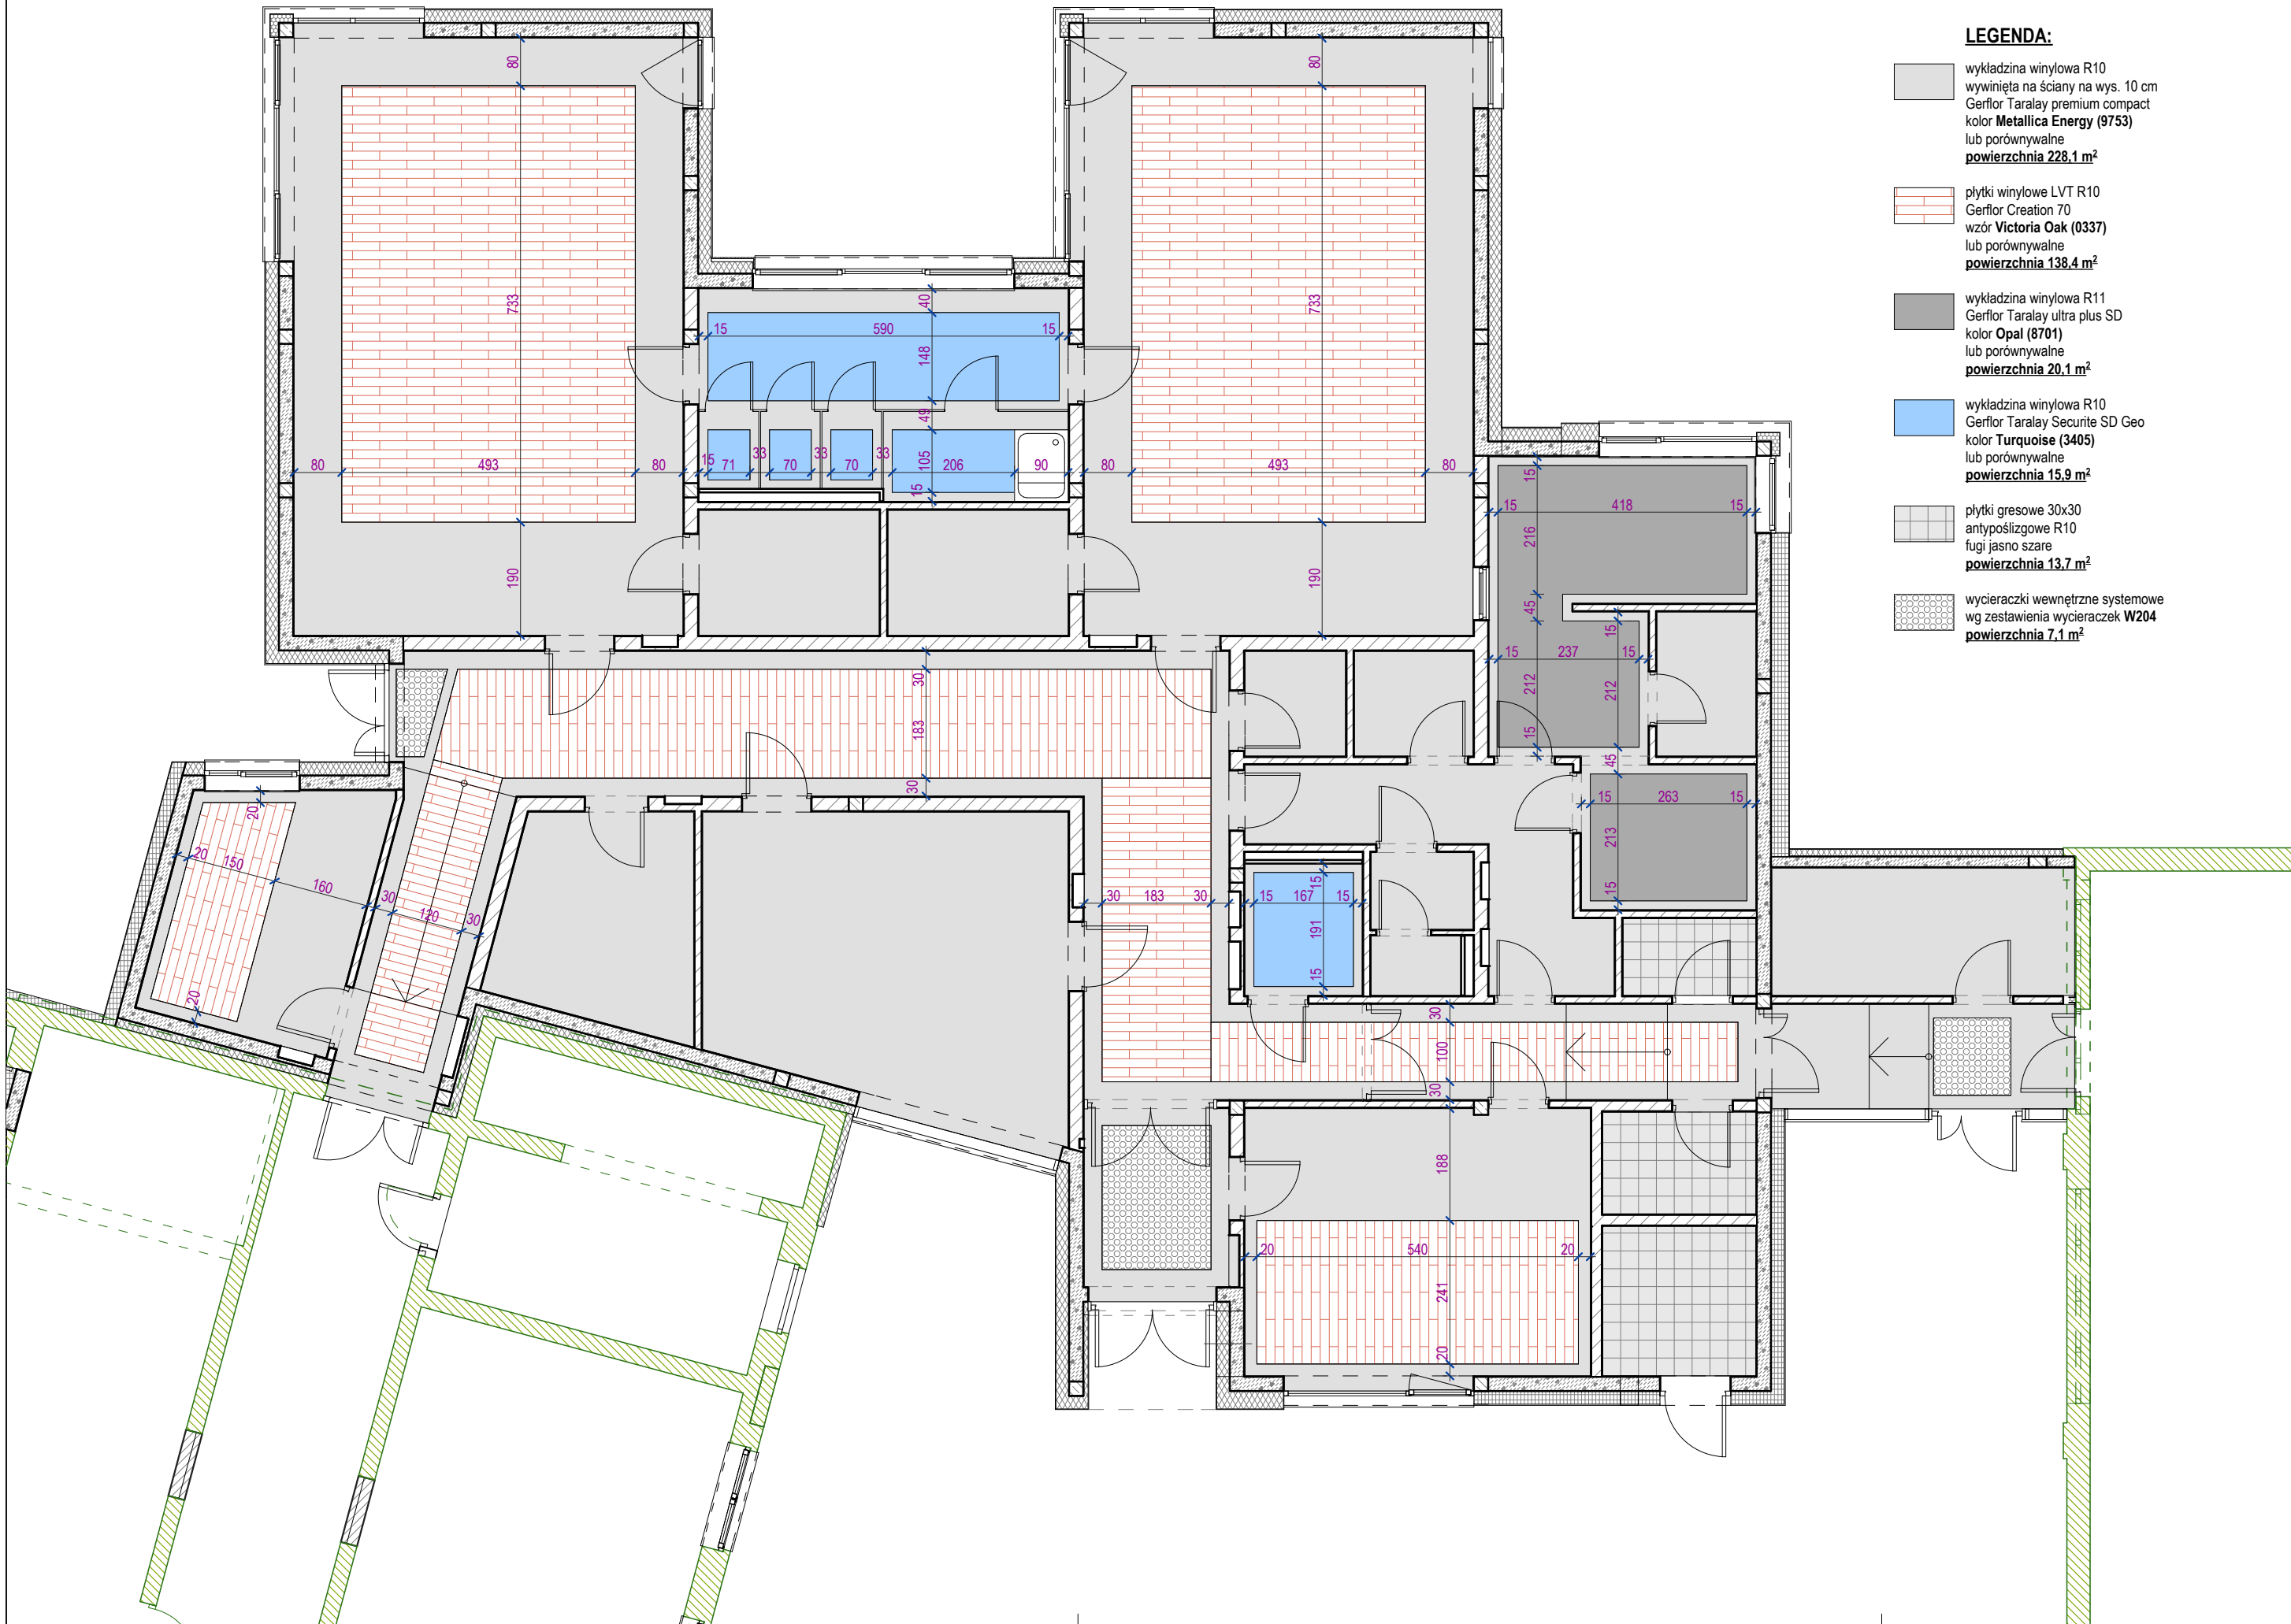 LEGENDA:
wykładzina winylowa R10
wywinięta na ściany na wys. 10 cm
Gerflor Taralay premium compact
kolor Metallica Energy (9753)
lub porównywalne
powierzchnia 228,1 m²
płytki winylowe LVT R10
Gerflor Creation 70
wzór Victoria Oak (0337)
lub porównywalne
powierzchnia 138,4 m²
wykładzina winylowa R11
Gerflor Taralay ultra plus SD
kolor Opal (8701)
lub porównywalne
powierzchnia 20,1 m²
wykładzina winylowa R10
Gerflor Taralay Securite SD Geo
kolor Turquoise (3405)
lub porównywalne
powierzchnia 15,9 m²
płytki gresowe 30x30
antypoślizgowe R10
fugi jasno szare
powierzchnia 13,7 m²
wycieraczki wewnętrzne systemowe
wg zestawienia wycieraczek W204
powierzchnia 7,1 m²
80
733
190
80 493 80
40
15 590 15
148
49
15 71 33 70 33 70 33 206 90
105
15
80
733
190
80 493 80
15
15 418 15
216
45
15
15 237 15
212
212
15
45
15 263 15
213
15
30
183
30
20
20 150 160 30 120 30
20
30 183 30
15
15 167 15
191
15
30
100
30
188
20 540 20
241
20